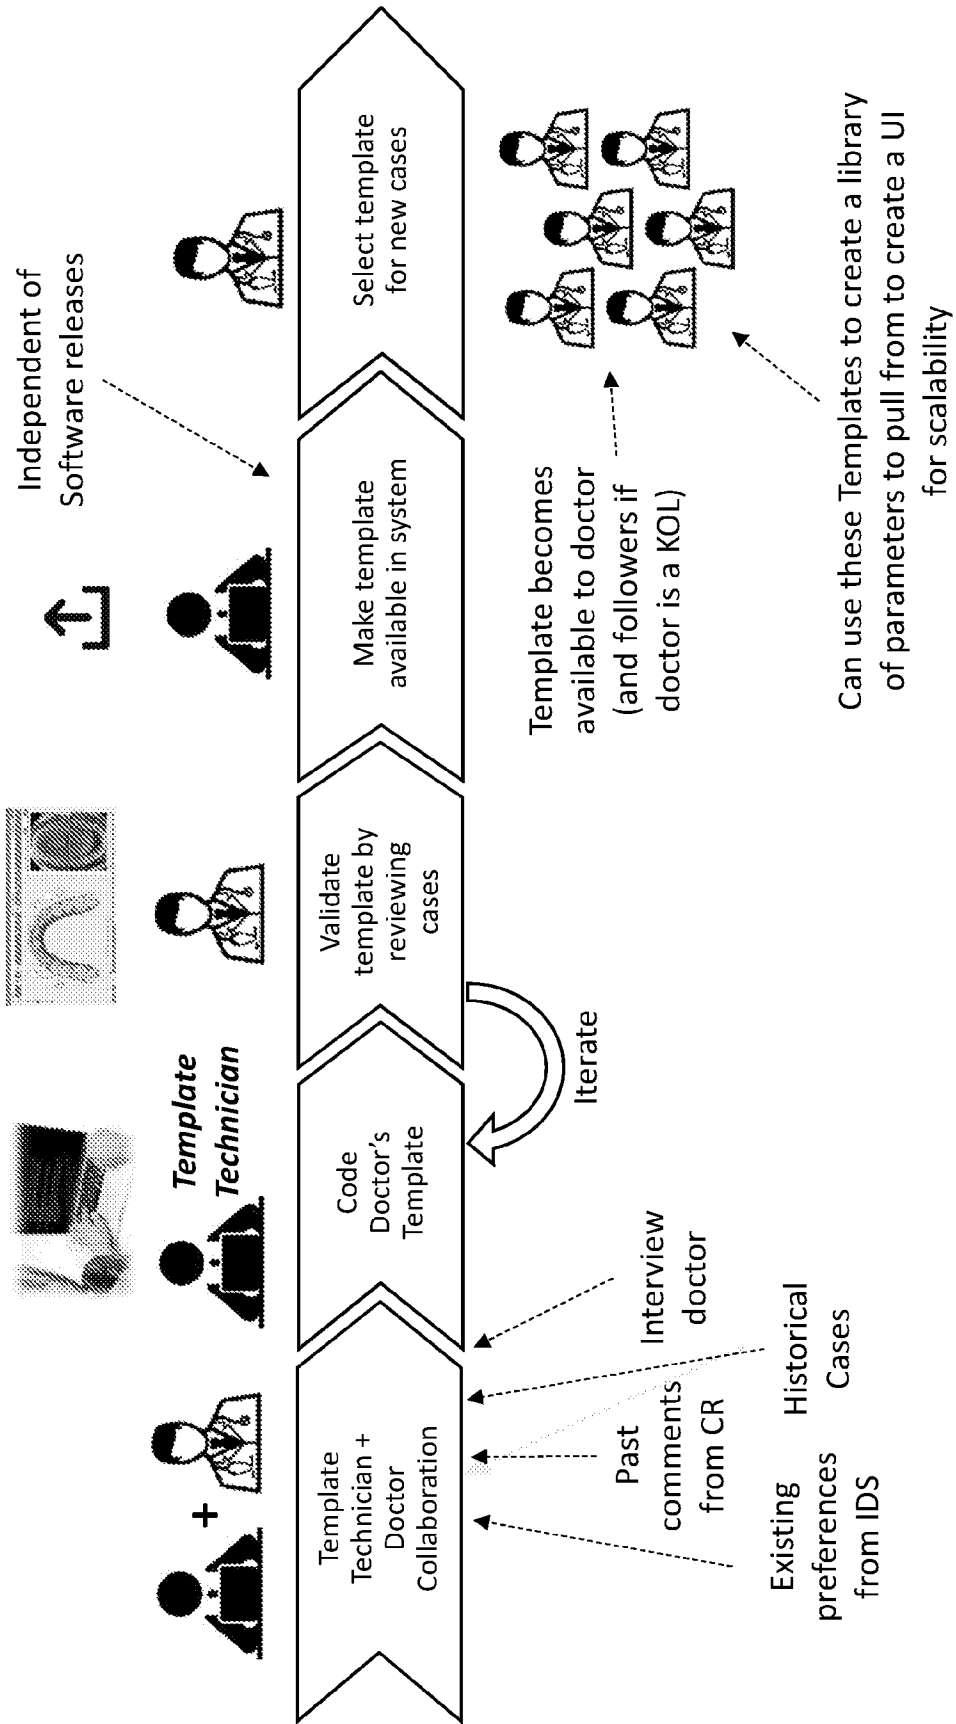 Independent of
Software releases
Template
Technician
Template
Technician +
Doctor
Collaboration
Code
Doctor's
Template
Validate
template by
reviewing
cases
Make template
available in system
Select template
for new cases
Iterate
Existing
preferences
from IDS
Past
comments
from CR
Historical
Cases
Interview
doctor
Template becomes
available to doctor
(and followers if
doctor is a KOL)
Can use these Templates to create a library
of parameters to pull from to create a UI
for scalability